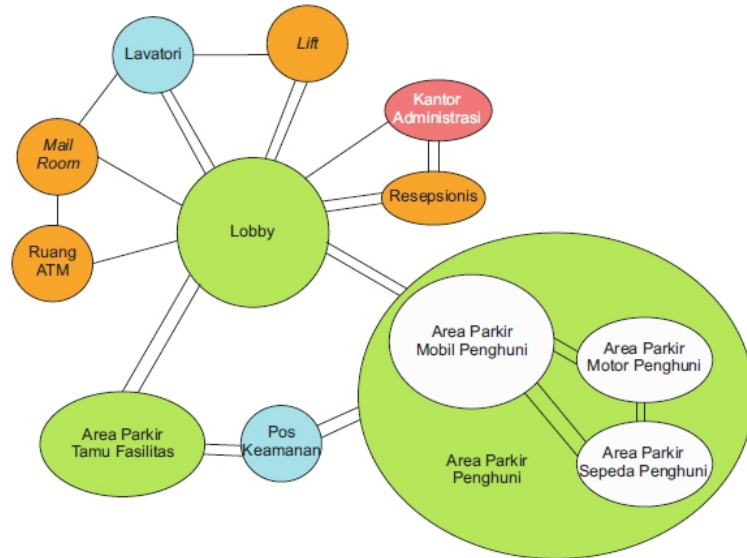 Lift
Lavatori
Kantor
Administrasi
Mail
Room
Resepsionis
Lobby
Ruang
ATM
Area Parkir
Mobil Penghuni
Area Parkir
Motor Penghuni
Area Parkir
Tamu Fasilitas
Pos
Keamanan
Area Parkir
Penghuni
Area Parkir
Sepeda Penghuni